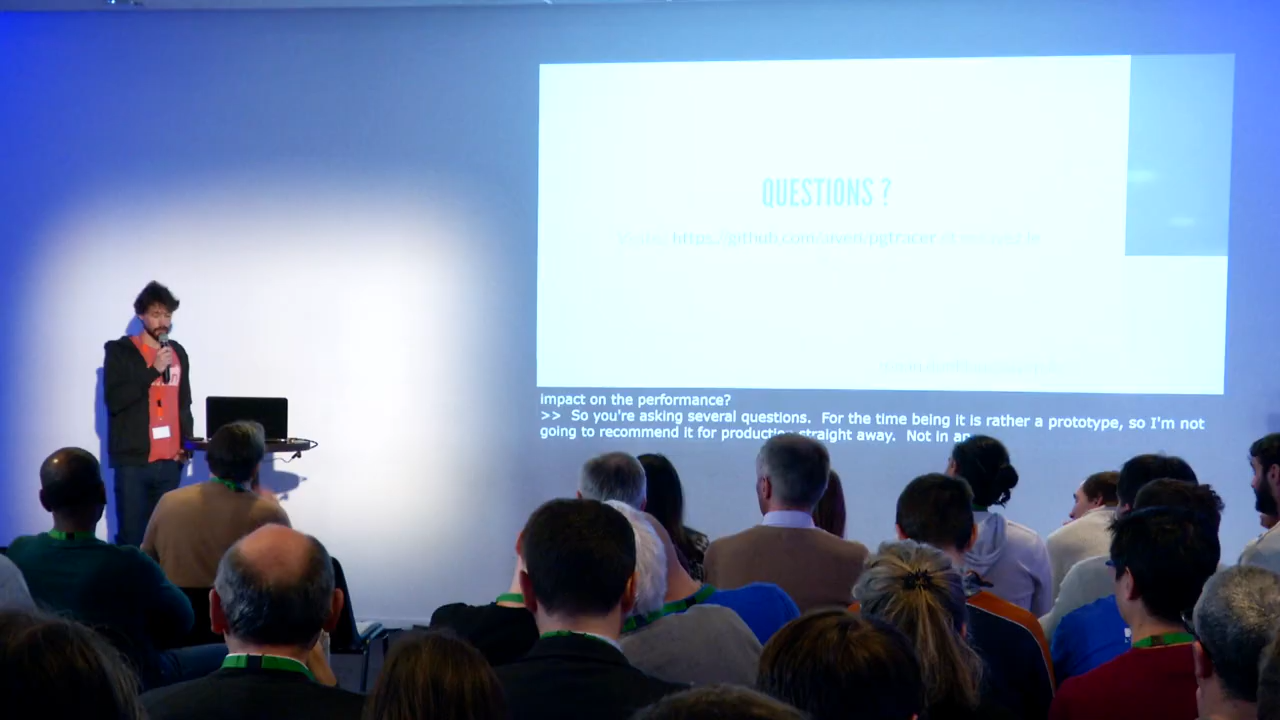 QUESTIONS ?
https://github.com/aiven/pgtracer
impact on the performance?
>> So you're asking several questions. For the time being it is rather a prototype, so I'm not
going to recommend it for production straight away. Not in an